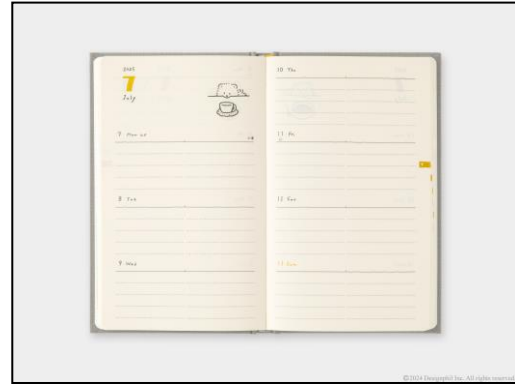 7
July
7 Mon
8 Tue
9 Wed
10 Thu
11 Fri
12 Sat
13 Sun
©2024 Designphil Inc. All rights reserved.